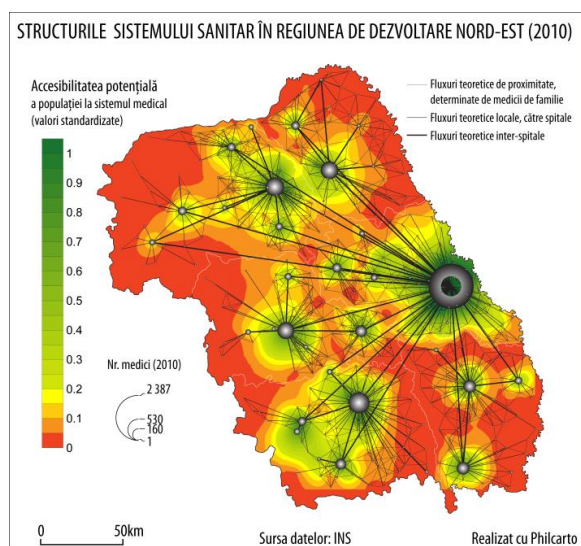 STRUCTURILE SISTEMULUI SANITAR ÎN REGIUNEA DE DEZVOLTARE NORD-EST (2010)
Accesibilitatea potențială
a populației la sistemul medical
(valori standardizate)
Fluxuri teoretice de proximitate,
determinate de medicii de familie
Fluxuri teoretice locale, către spitale
Fluxuri teoretice inter-spitale
1
0.9
0.8
0.7
0.6
0.5
0.4
0.3
0.2
0.1
0
Nr. medici (2010)
2 387
530
160
1
0 50km
Sursa datelor: INS
Realizat cu Philcarto